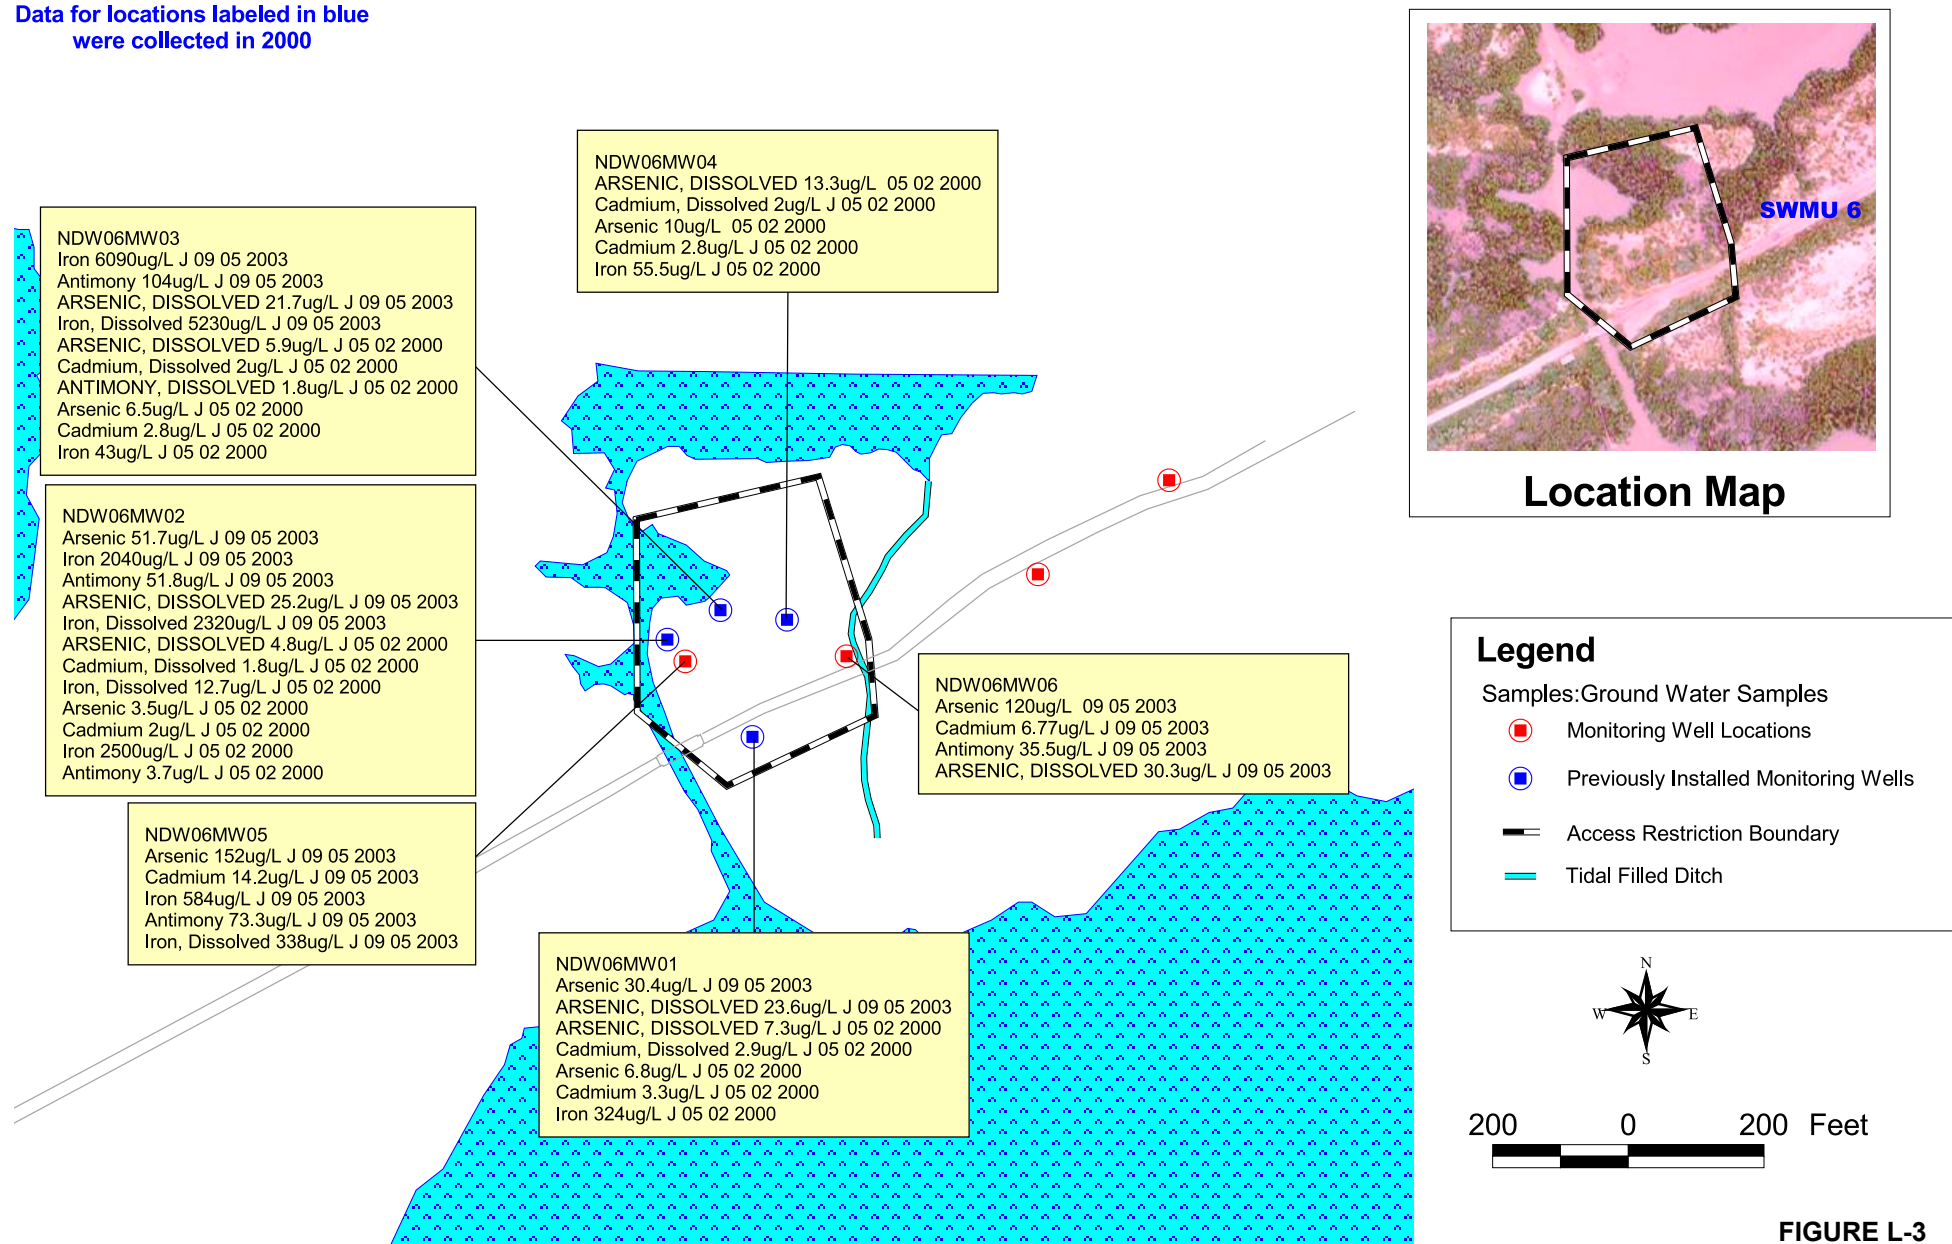 Data for locations labeled in blue
were collected in 2000
NDW06MW04
ARSENIC, DISSOLVED 13.3ug/L 05 02 2000
Cadmium, Dissolved 2ug/L J 05 02 2000
Arsenic 10ug/L 05 02 2000
Cadmium 2.8ug/L J 05 02 2000
Iron 55.5ug/L J 05 02 2000
NDW06MW03
Iron 6090ug/L J 09 05 2003
Antimony 104ug/L J 09 05 2003
ARSENIC, DISSOLVED 21.7ug/L J 09 05 2003
Iron, Dissolved 5230ug/L J 09 05 2003
ARSENIC, DISSOLVED 5.9ug/L J 05 02 2000
Cadmium, Dissolved 2ug/L J 05 02 2000
ANTIMONY, DISSOLVED 1.8ug/L J 05 02 2000
Arsenic 6.5ug/L J 05 02 2000
Cadmium 2.8ug/L J 05 02 2000
Iron 43ug/L J 05 02 2000
NDW06MW02
Arsenic 51.7ug/L J 09 05 2003
Iron 2040ug/L J 09 05 2003
Antimony 51.8ug/L J 09 05 2003
ARSENIC, DISSOLVED 25.2ug/L J 09 05 2003
Iron, Dissolved 2320ug/L J 09 05 2003
ARSENIC, DISSOLVED 4.8ug/L J 05 02 2000
Cadmium, Dissolved 1.8ug/L J 05 02 2000
Iron, Dissolved 12.7ug/L J 05 02 2000
Arsenic 3.5ug/L J 05 02 2000
Cadmium 2ug/L J 05 02 2000
Iron 2500ug/L J 05 02 2000
Antimony 3.7ug/L J 05 02 2000
NDW06MW05
Arsenic 152ug/L J 09 05 2003
Cadmium 14.2ug/L J 09 05 2003
Iron 584ug/L J 09 05 2003
Antimony 73.3ug/L J 09 05 2003
Iron, Dissolved 338ug/L J 09 05 2003
NDW06MW06
Arsenic 120ug/L 09 05 2003
Cadmium 6.77ug/L J 09 05 2003
Antimony 35.5ug/L J 09 05 2003
ARSENIC, DISSOLVED 30.3ug/L J 09 05 2003
NDW06MW01
Arsenic 30.4ug/L J 09 05 2003
ARSENIC, DISSOLVED 23.6ug/L J 09 05 2003
ARSENIC, DISSOLVED 7.3ug/L J 05 02 2000
Cadmium, Dissolved 2.9ug/L J 05 02 2000
Arsenic 6.8ug/L J 05 02 2000
Cadmium 3.3ug/L J 05 02 2000
Iron 324ug/L J 05 02 2000
SWMU 6
Location Map
Legend
Samples:Ground Water Samples
Monitoring Well Locations
Previously Installed Monitoring Wells
Access Restriction Boundary
Tidal Filled Ditch
N
W E
S
200 0 200 Feet
FIGURE L-3